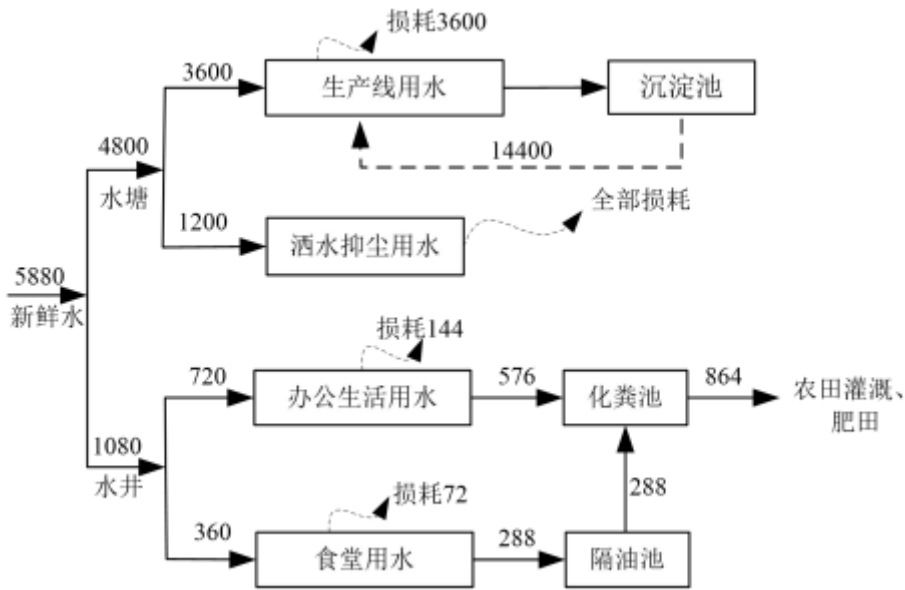 损耗3600
3600
生产线用水
沉淀池
14400
4800
水塘
全部损耗
1200
洒水抑尘用水
5880
新鲜水
损耗144
720
办公生活用水
576
化粪池
864
农田灌溉、
肥田
1080
水井
288
损耗72
360
食堂用水
288
隔油池